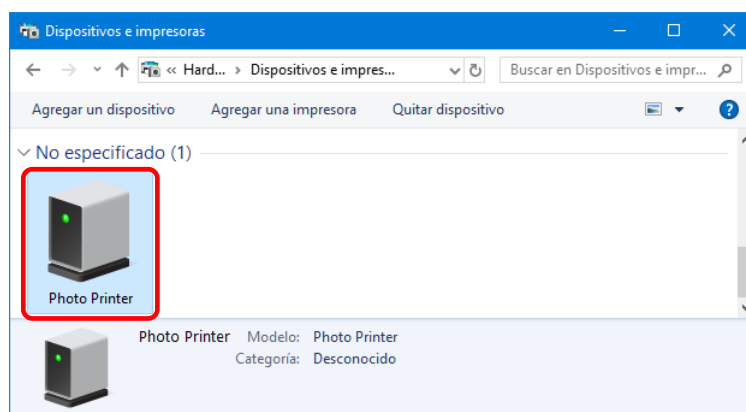 Dispositivos e impresoras
« Hard... › Dispositivos e impres... Buscar en Dispositivos e impr...
Agregar un dispositivo Agregar una impresora Quitar dispositivo ?
No especificado (1)
Photo Printer
Photo Printer Modelo: Photo Printer
Categoría: Desconocido